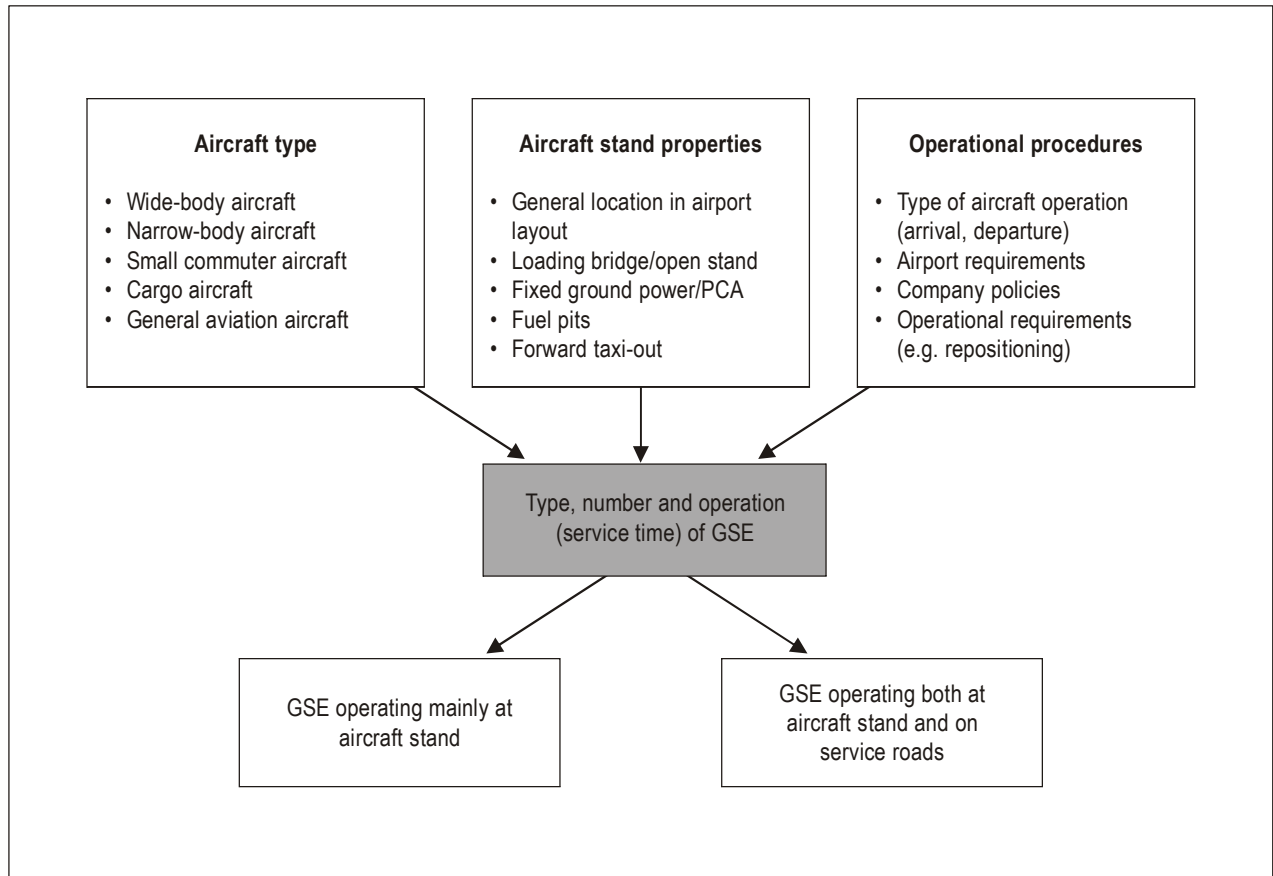 Aircraft type
• Wide-body aircraft
• Narrow-body aircraft
• Small commuter aircraft
• Cargo aircraft
• General aviation aircraft
Aircraft stand properties
• General location in airport
layout
• Loading bridge/open stand
• Fixed ground power/PCA
• Fuel pits
• Forward taxi-out
Operational procedures
• Type of aircraft operation
(arrival, departure)
• Airport requirements
• Company policies
• Operational requirements
(e.g. repositioning)
Type, number and operation
(service time) of GSE
GSE operating mainly at
aircraft stand
GSE operating both at
aircraft stand and on
service roads